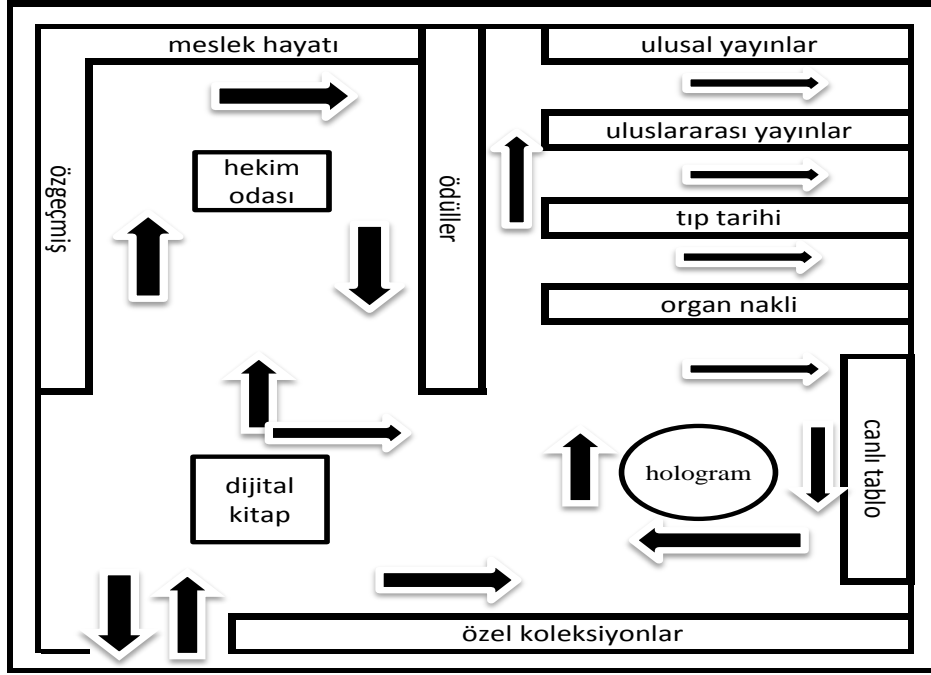 meslek hayatı
ulusal yayınlar
uluslararası yayınlar
hekim
odası
özgeçmiş
ödüller
tıp tarihi
organ nakli
canlı tablo
hologram
dijital
kitap
özel koleksiyonlar